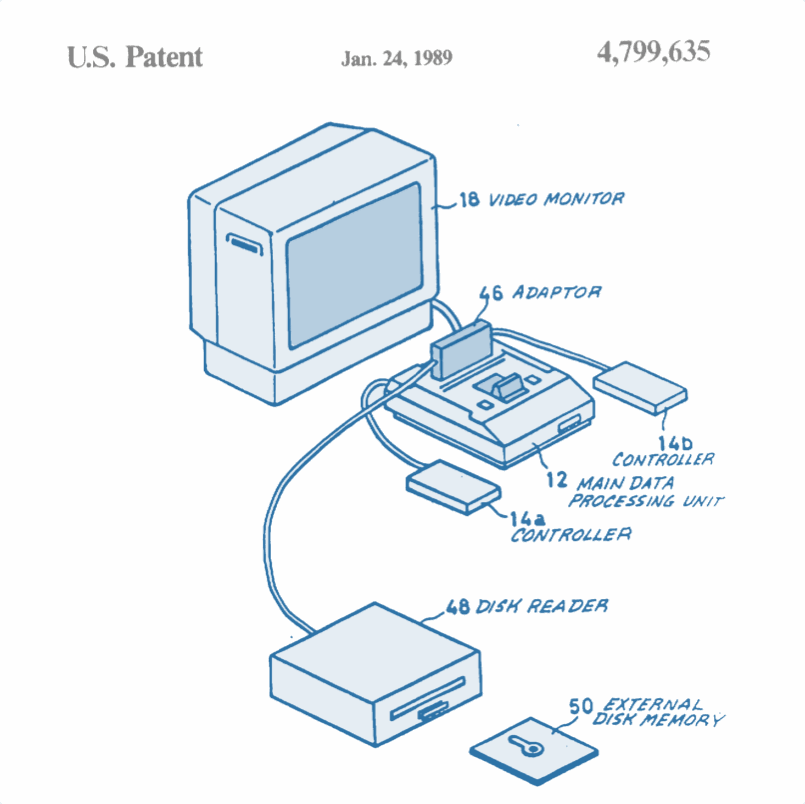 U.S. Patent Jan. 24, 1989 4,799,635
18 VIDEO MONITOR
46 ADAPTOR
14b
CONTROLLER
12 MAIN DATA
PROCESSING UNIT
14a
CONTROLLER
48 DISK READER
50 EXTERNAL
DISK MEMORY